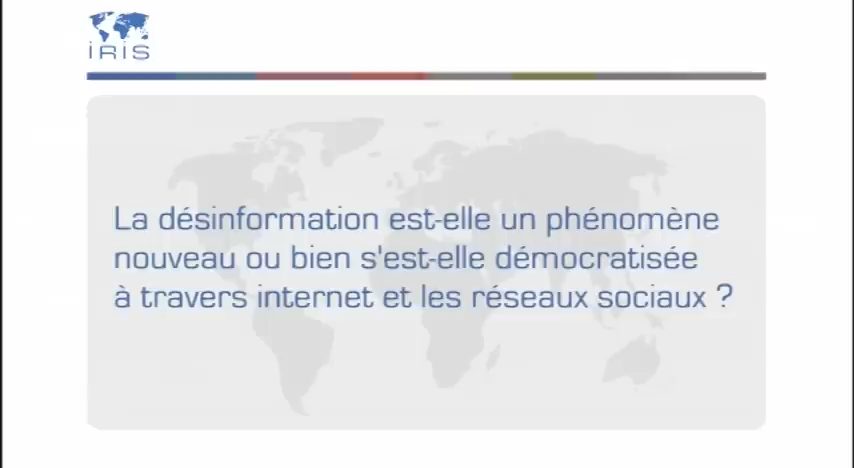 iRiS
La désinformation est-elle un phénomène
nouveau ou bien s'est-elle démocratisée
à travers internet et les réseaux sociaux ?